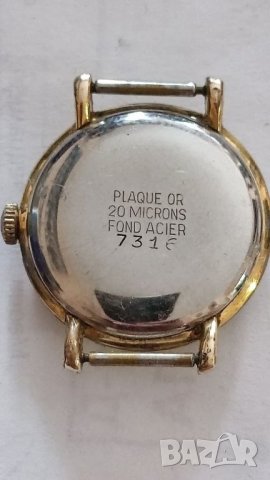 PLAQUE OR
20 MICRONS
FOND ACIER
7316
BAZAR